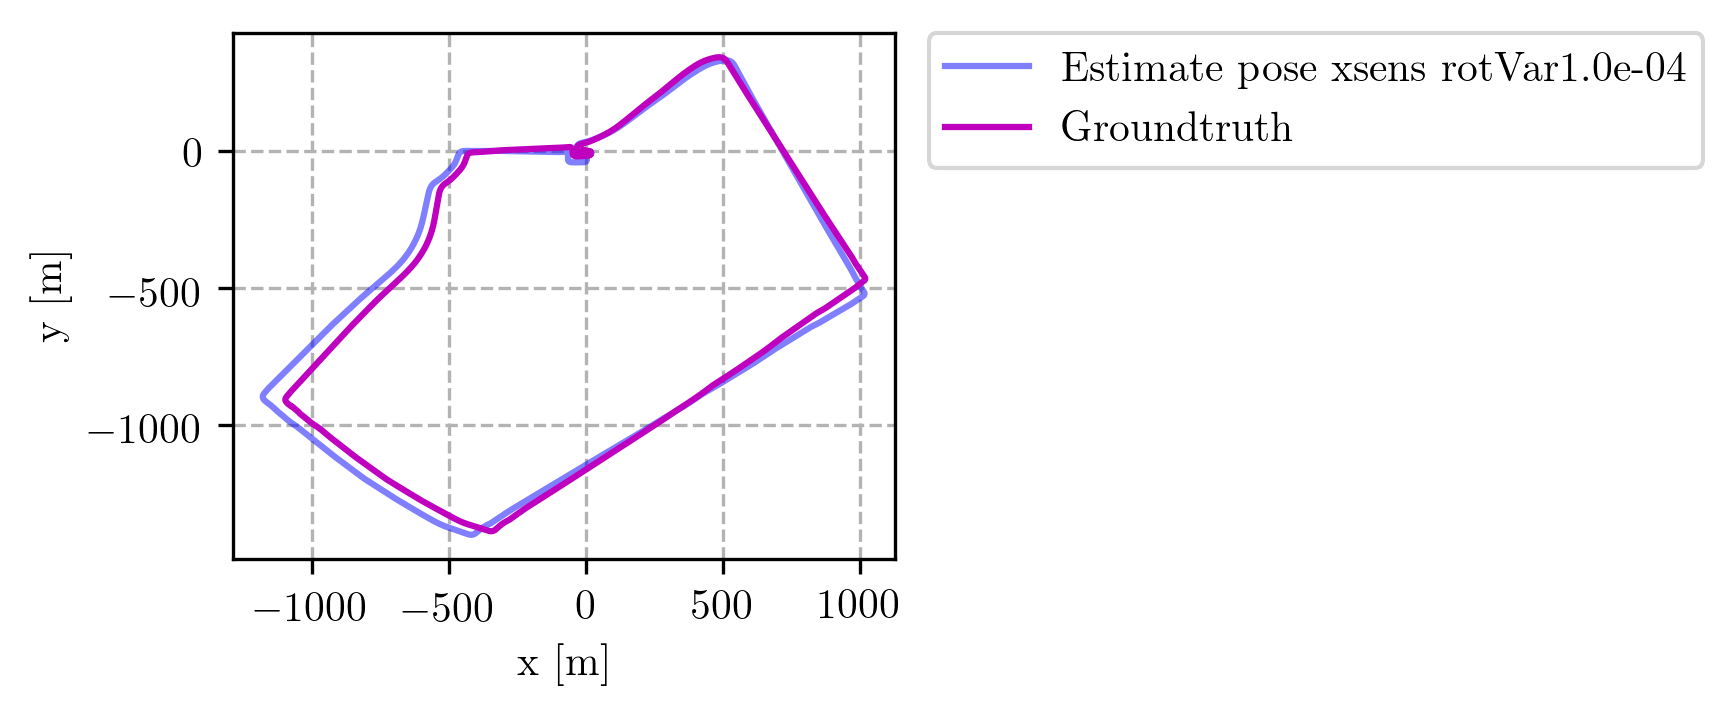 Estimate pose xsens rotVar1.0e-04
Groundtruth
0
−500
−1000
y [m]
−1000 −500 0 500 1000
x [m]